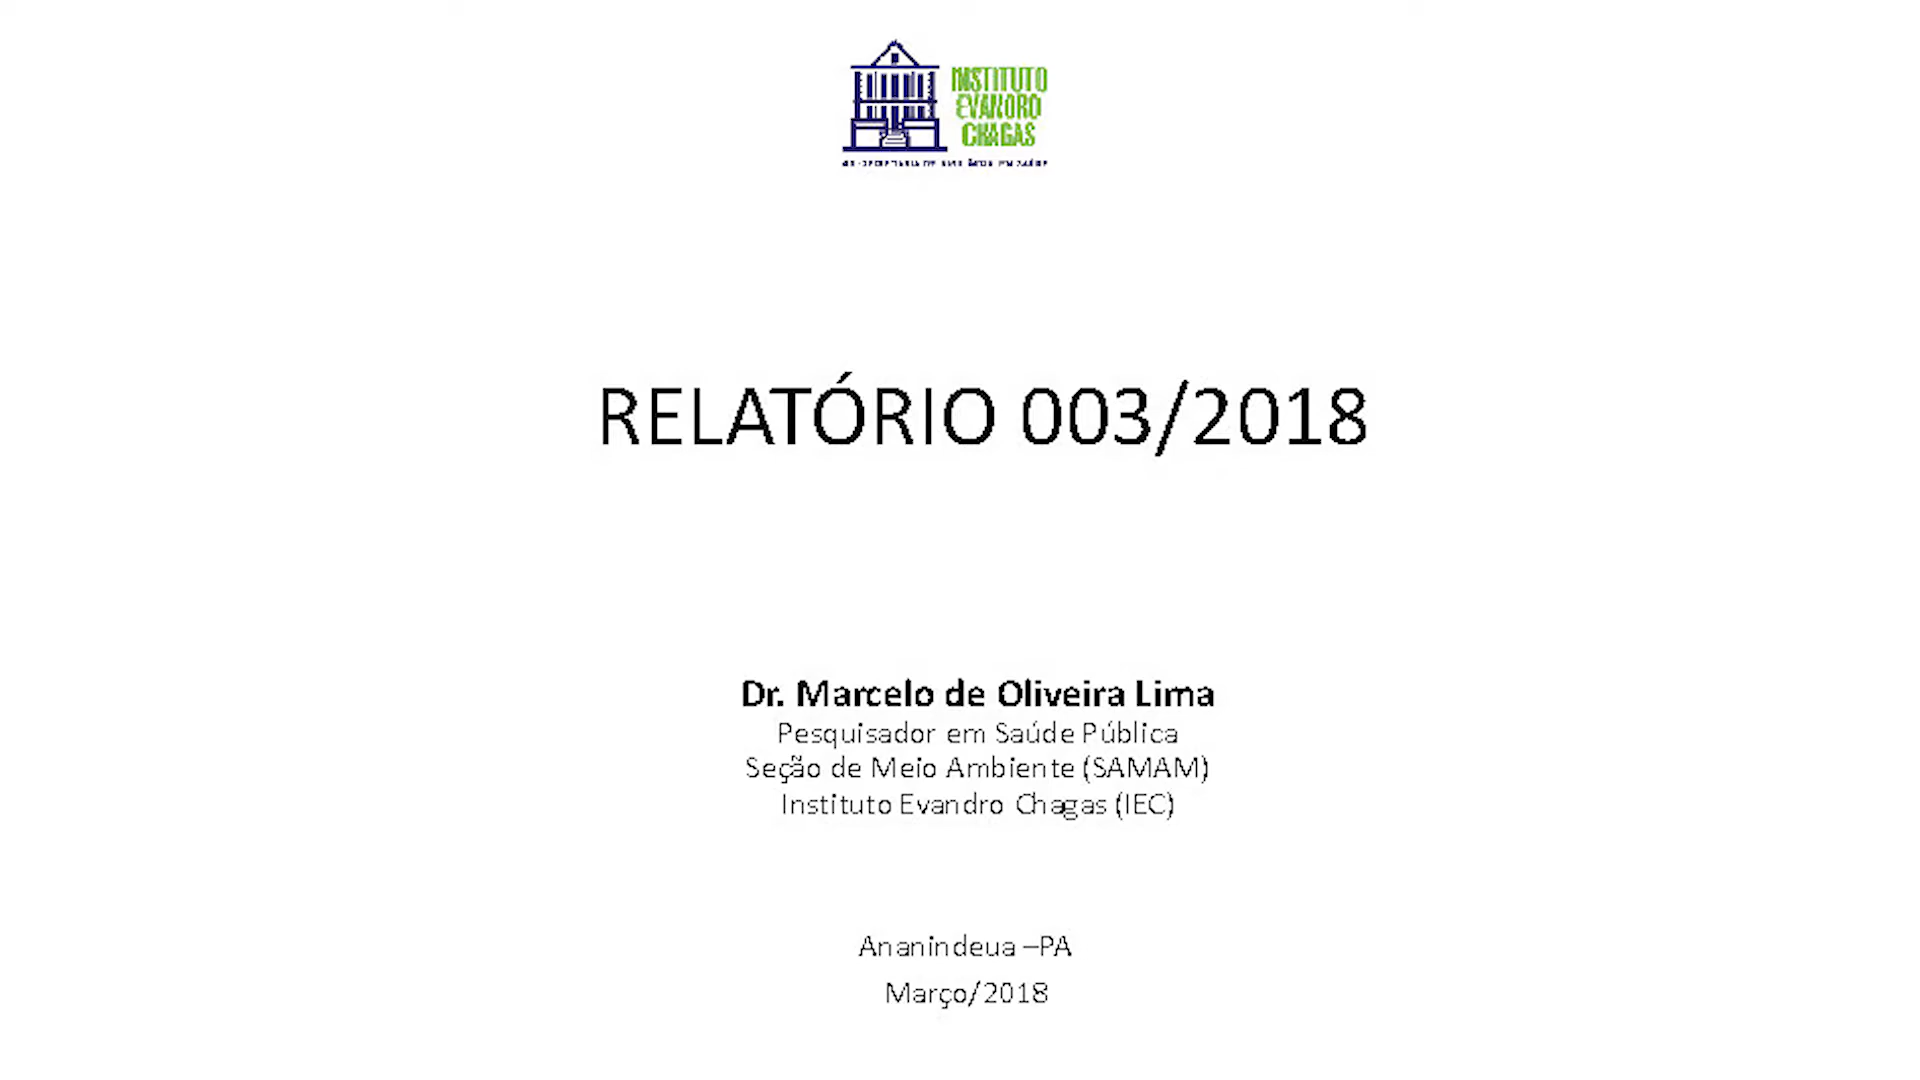 INSTITUTO
EVANDRO
CHAGAS
RELATÓRIO 003/2018
Dr. Marcelo de Oliveira Lima
Pesquisador em Saúde Pública
Seção de Meio Ambiente (SAMAM)
Instituto Evandro Chagas (IEC)
Ananindeua –PA
Março/2018